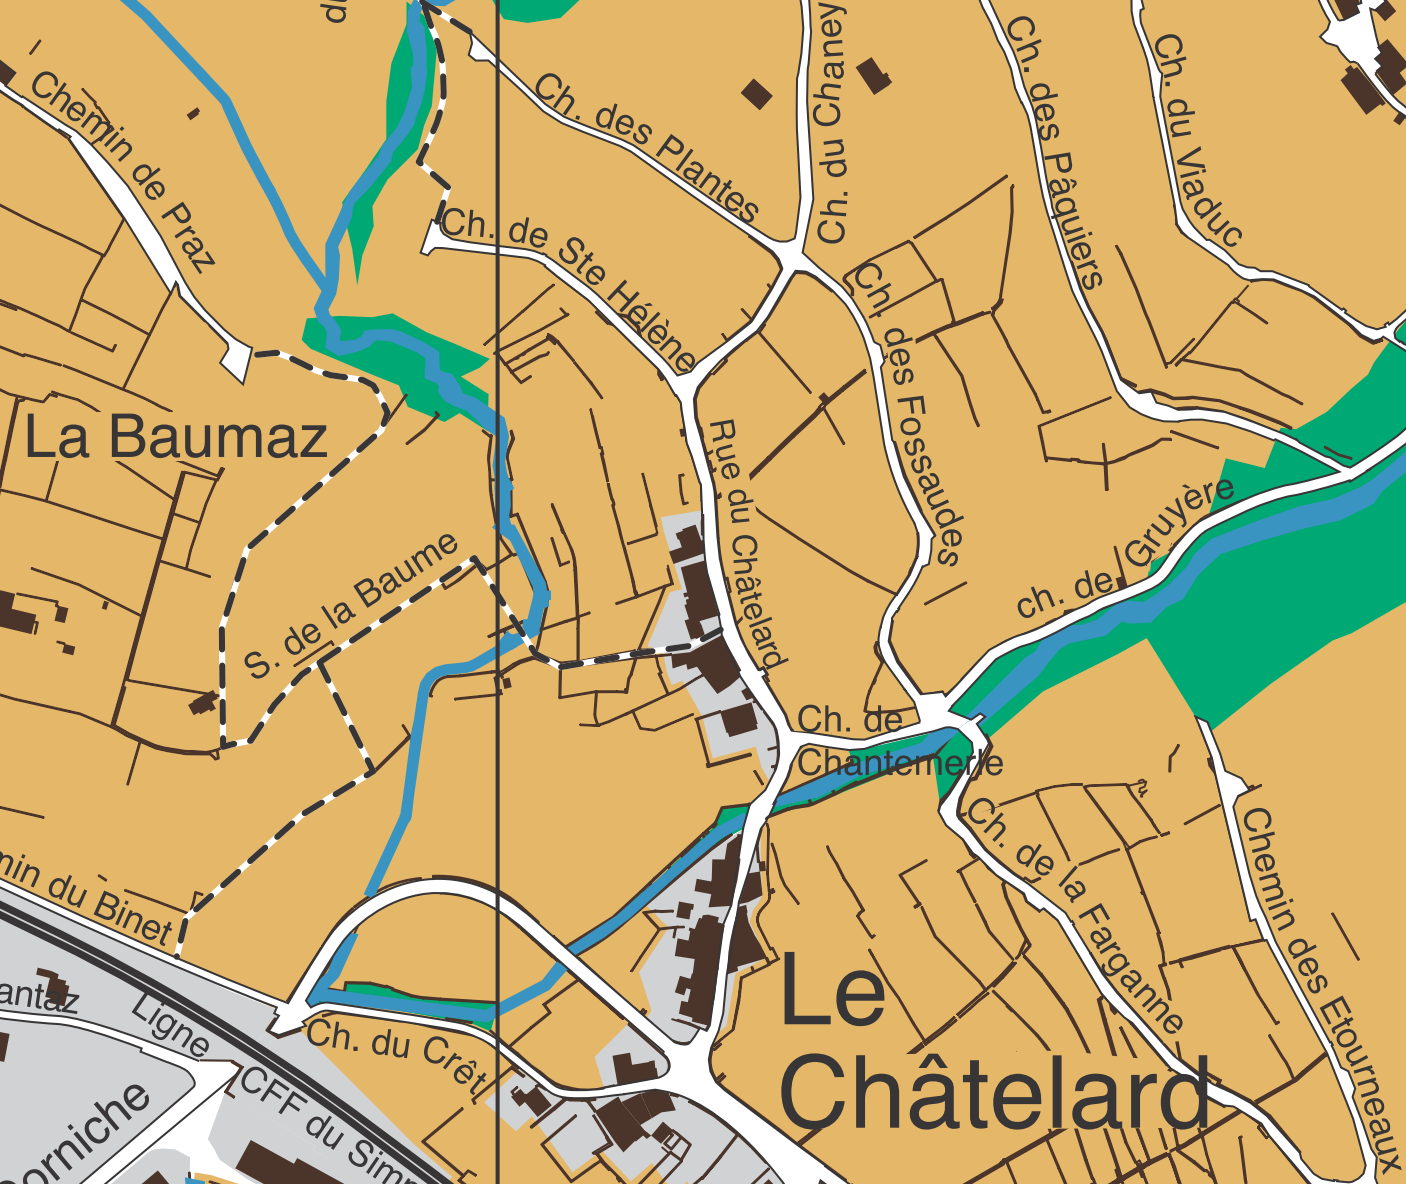 Chemin de Praz
Ch. des Plantes
Ch. du Chaney
Ch. des Pâquiers
Ch. du Viaduc
Ch. de Ste Hélène
Ch. des Fossaudes
La Baumaz
Rue du Châtelard
S. de la Baume
ch. de Gruyère
Ch. de
Chantemerle
Ch. de la Farganne
Chemin des Etourneaux
min du Binet
antaz
Ligne CFF du Simp
Ch. du Crêt
Le
Châtelard
orniche